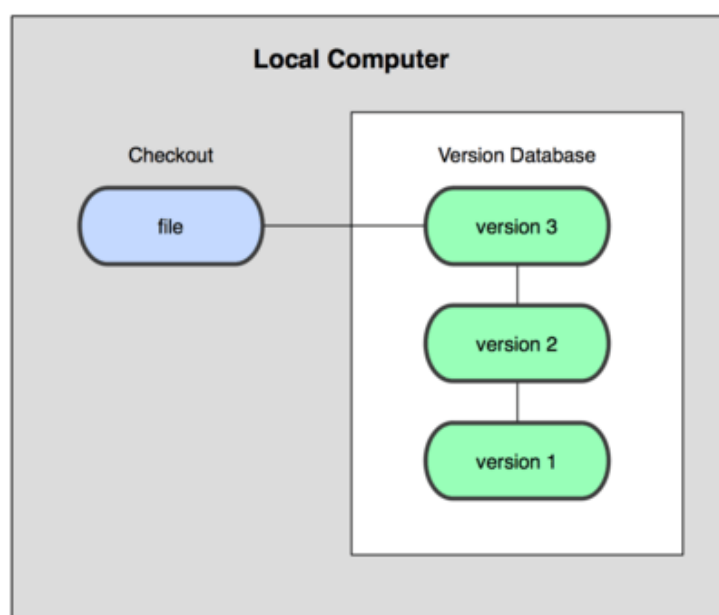 Local Computer
Checkout
Version Database
file
version 3
version 2
version 1